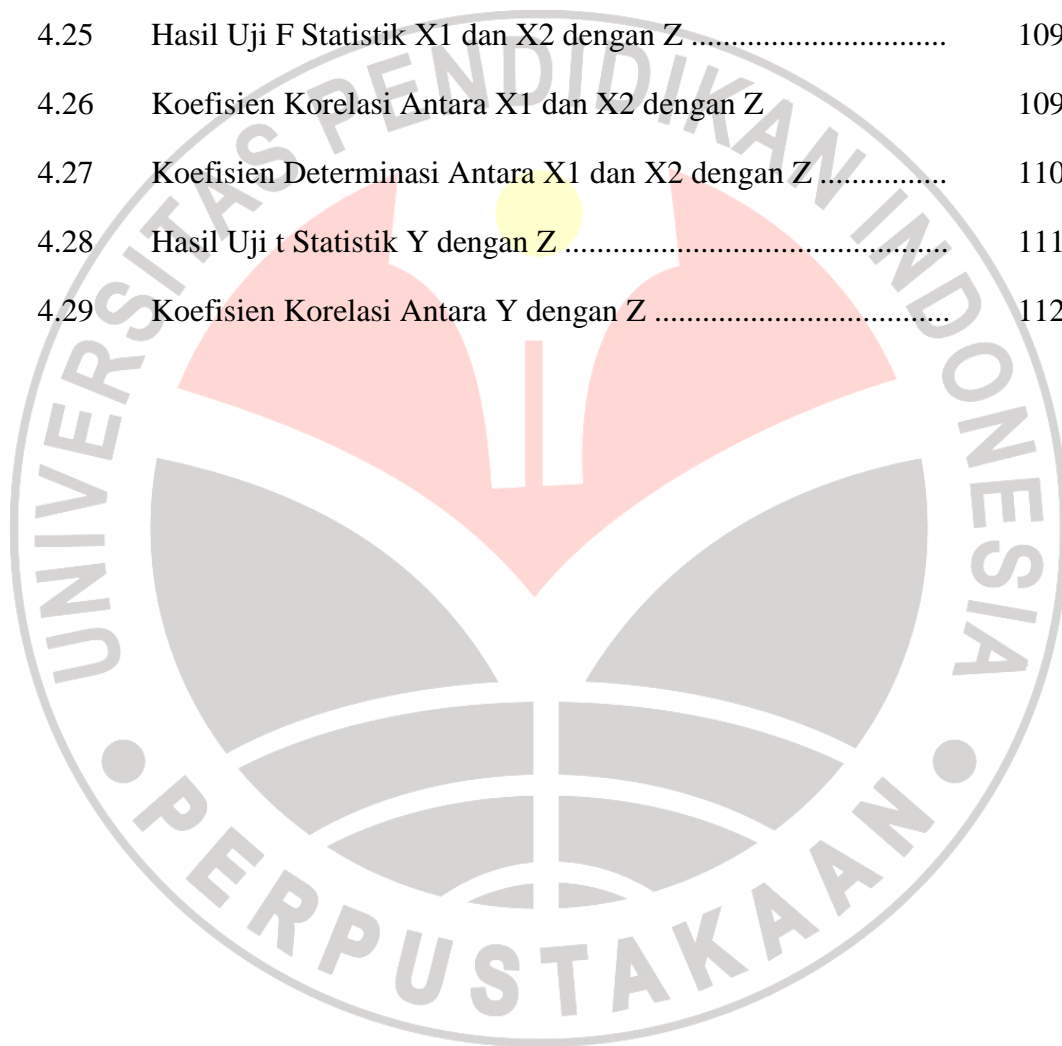 4.25 Hasil Uji F Statistik X1 dan X2 dengan Z ............................. 109
4.26 Koefisien Korelasi Antara X1 dan X2 dengan Z 109
4.27 Koefisien Determinasi Antara X1 dan X2 dengan Z ............... 110
4.28 Hasil Uji t Statistik Y dengan Z ............................................ 111
4.29 Koefisien Korelasi Antara Y dengan Z .................................. 112
UNIVERSITAS PENDIDIKAN INDONESIA
PERPUSTAKAAN